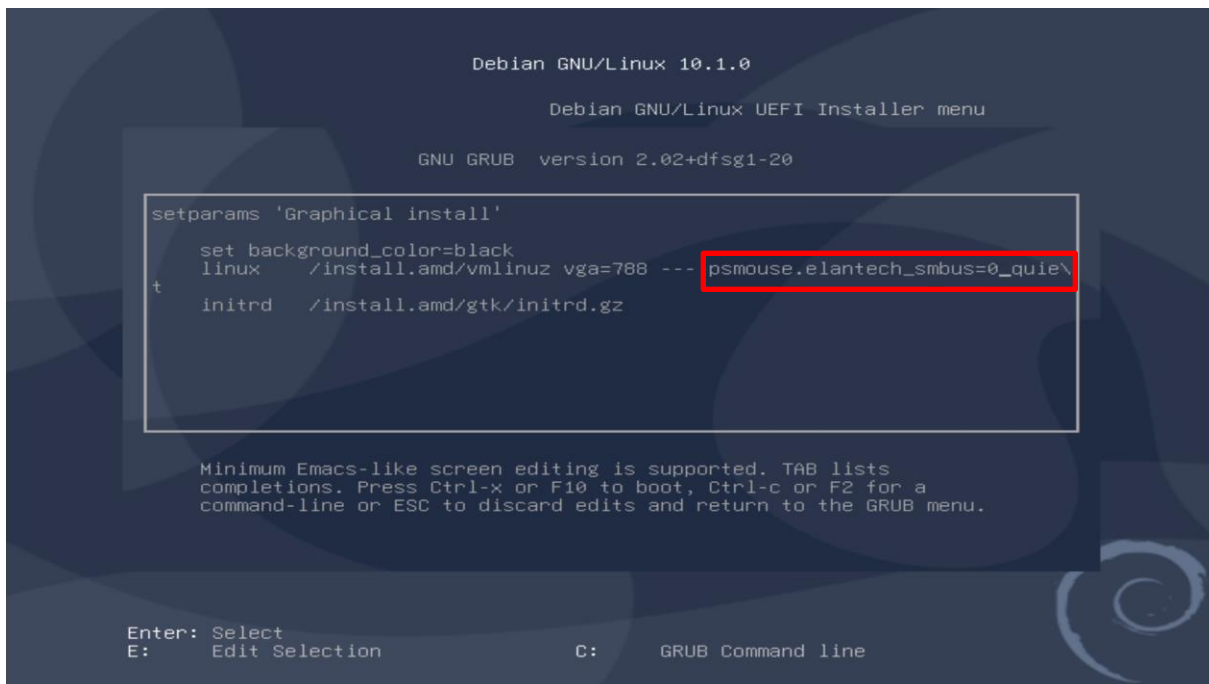 Debian GNU/Linux 10.1.0
Debian GNU/Linux UEFI Installer menu
GNU GRUB version 2.02+dfsg1-20
setparams 'Graphical install'
set background_color=black
linux /install.amd/vmlinuz vga=788 --- psmouse.elantech_smbus=0_quie\
t
initrd /install.amd/gtk/initrd.gz
Minimum Emacs-like screen editing is supported. TAB lists
completions. Press Ctrl-x or F10 to boot, Ctrl-c or F2 for a
command-line or ESC to discard edits and return to the GRUB menu.
Enter: Select
E: Edit Selection C: GRUB Command line